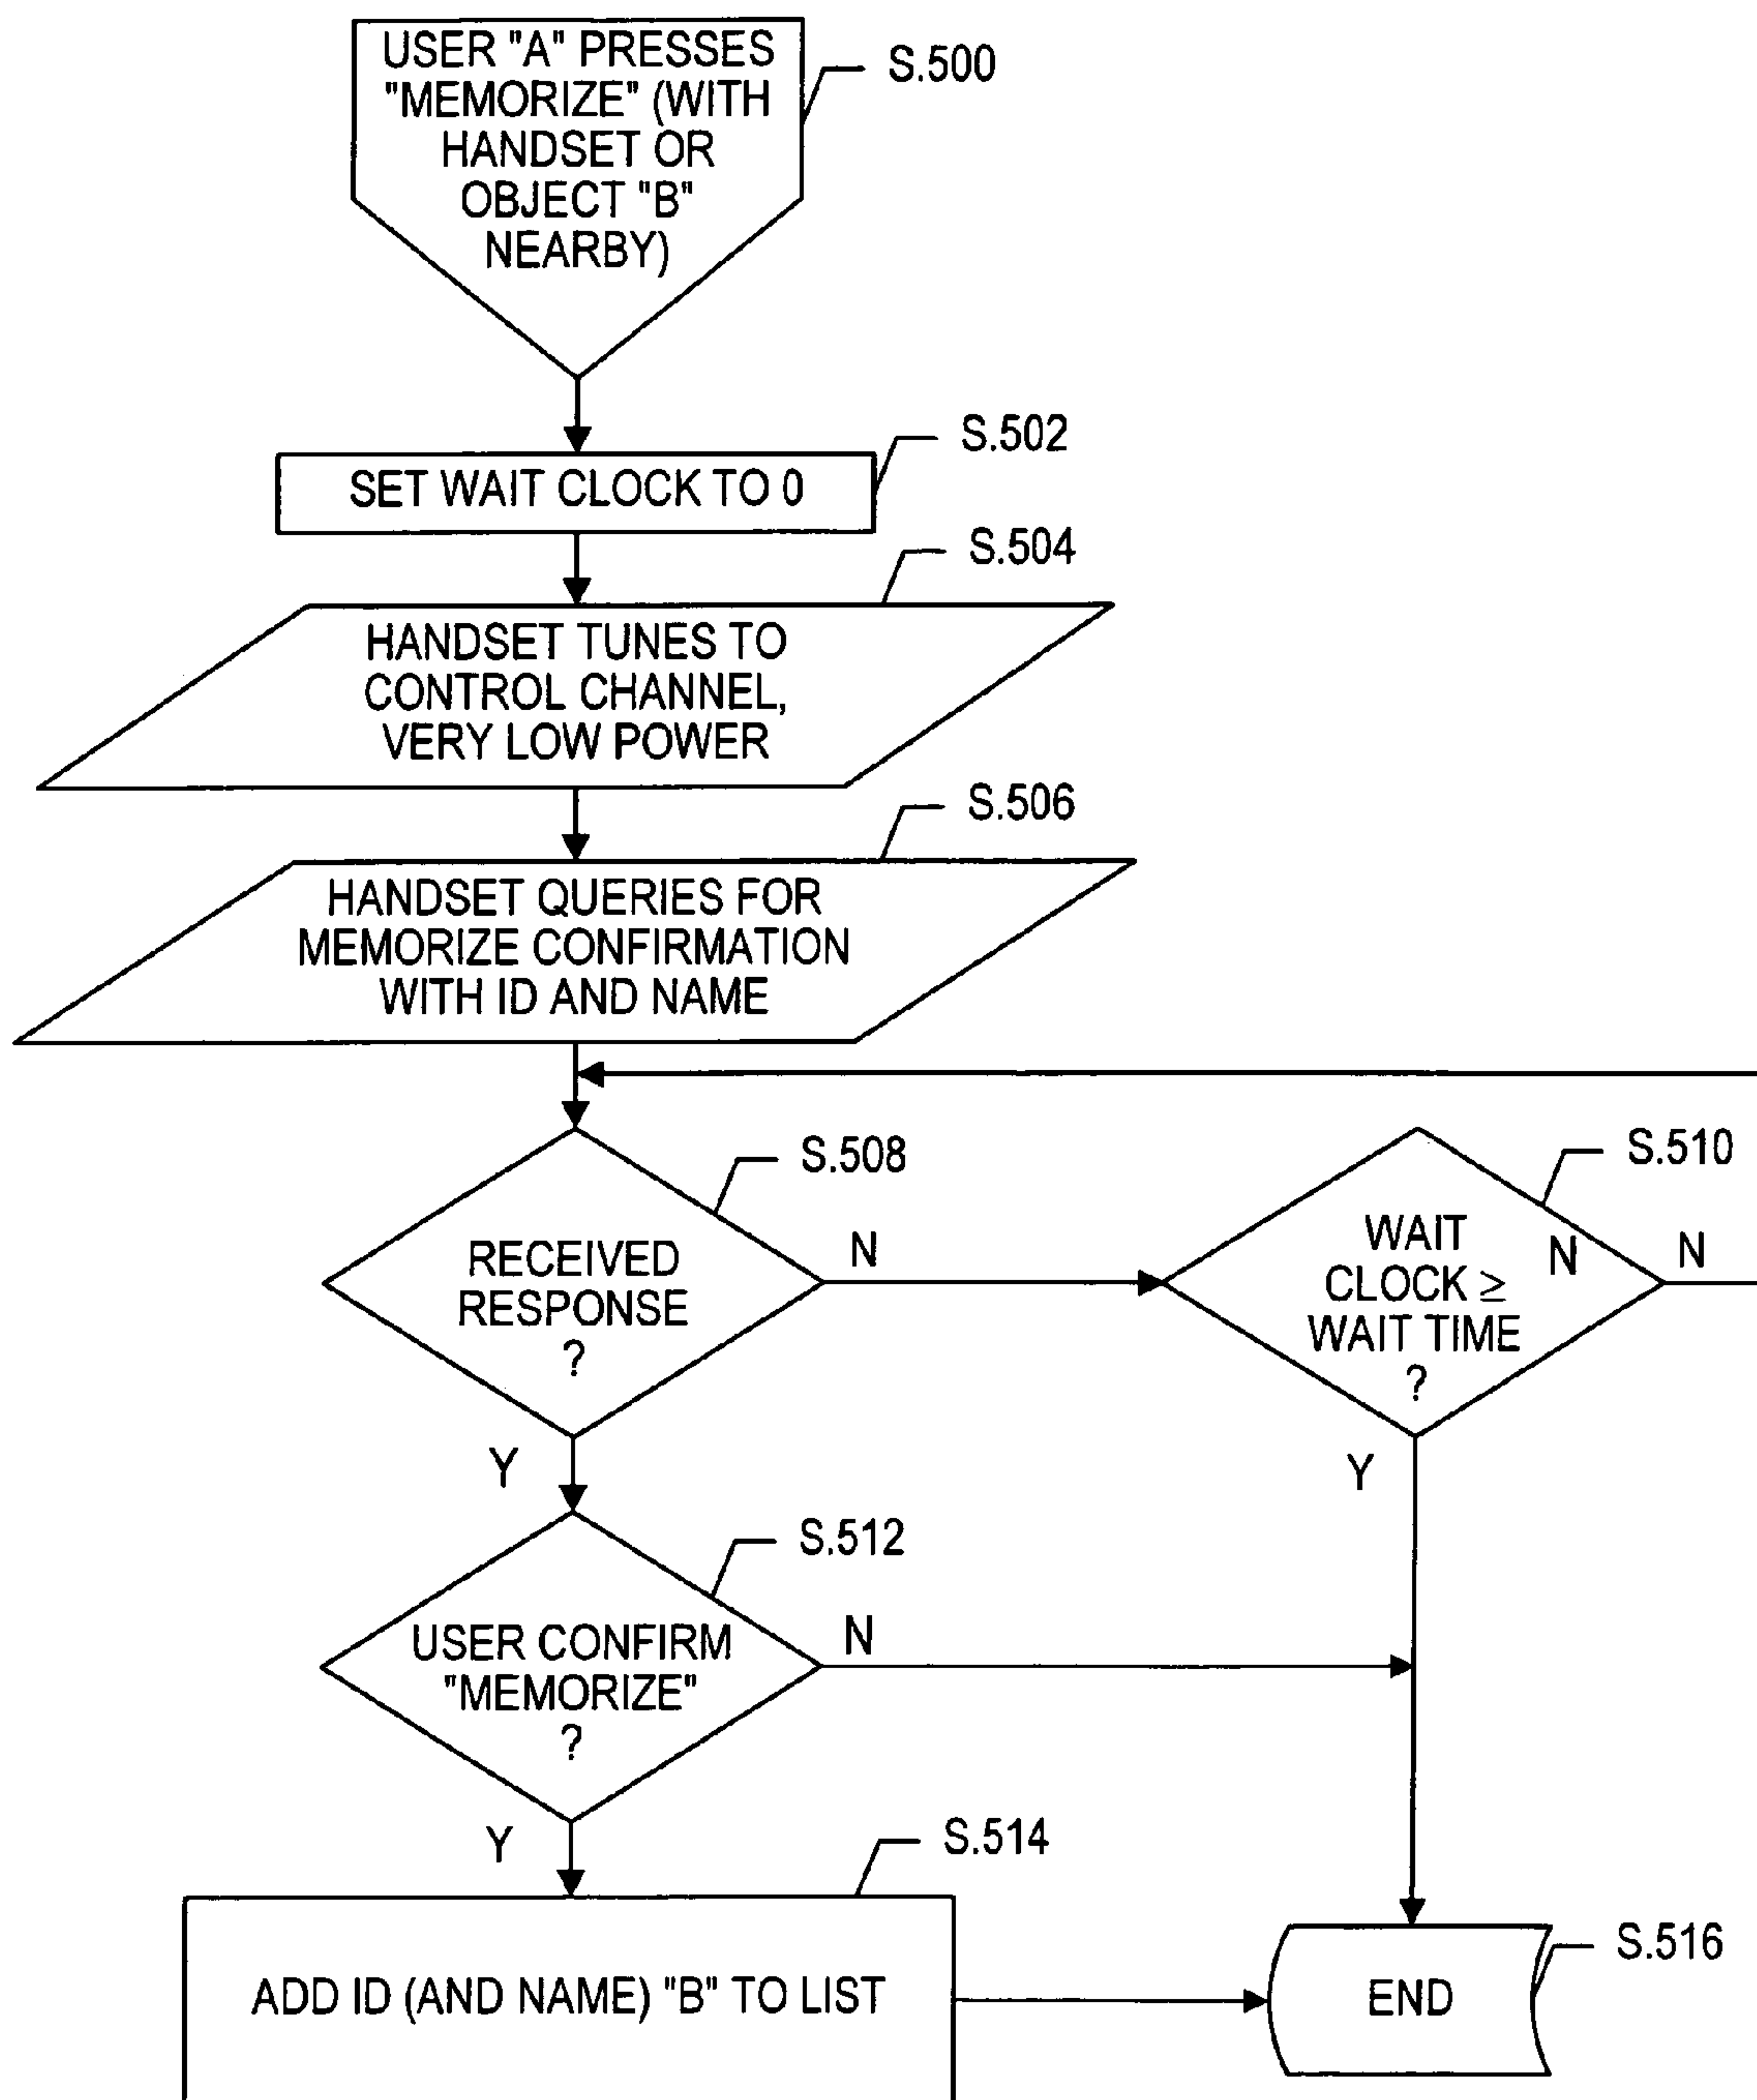 USER "A" PRESSES
"MEMORIZE" (WITH
HANDSET OR
OBJECT "B"
NEARBY)
S.500
S.502
SET WAIT CLOCK TO 0
S.504
HANDSET TUNES TO
CONTROL CHANNEL,
VERY LOW POWER
S.506
HANDSET QUERIES FOR
MEMORIZE CONFIRMATION
WITH ID AND NAME
S.508
RECEIVED
RESPONSE
?
N
Y
S.510
WAIT
CLOCK ≥
WAIT TIME
?
N
N
Y
S.512
USER CONFIRM
"MEMORIZE"
?
N
Y
S.514
ADD ID (AND NAME) "B" TO LIST
S.516
END